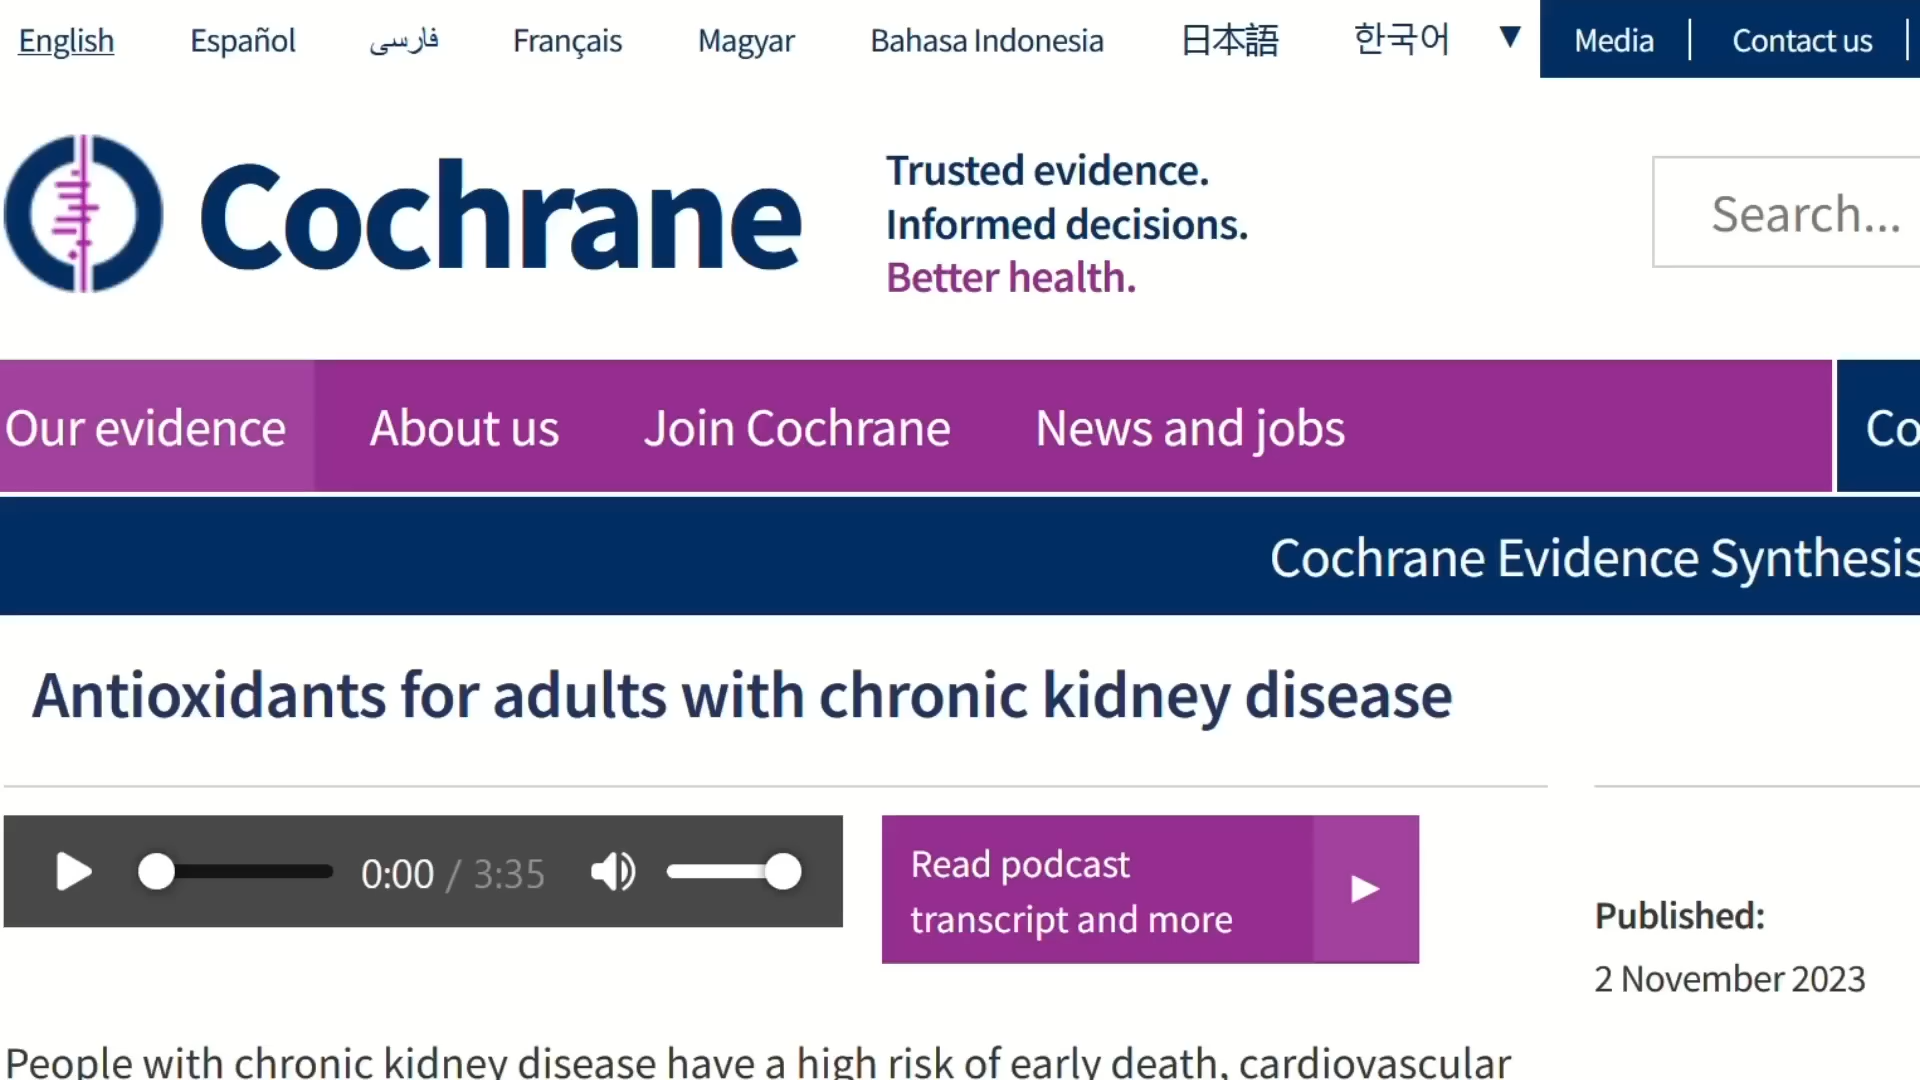 English Español فارسی Français Magyar Bahasa Indonesia 日本語 한국어 ▼ Media | Contact us |
Cochrane
Trusted evidence.
Informed decisions.
Better health.
Search...
Our evidence About us Join Cochrane News and jobs Co
Cochrane Evidence Synthesis
Antioxidants for adults with chronic kidney disease
0:00 / 3:35
Read podcast
transcript and more
Published:
2 November 2023
People with chronic kidney disease have a high risk of early death, cardiovascular